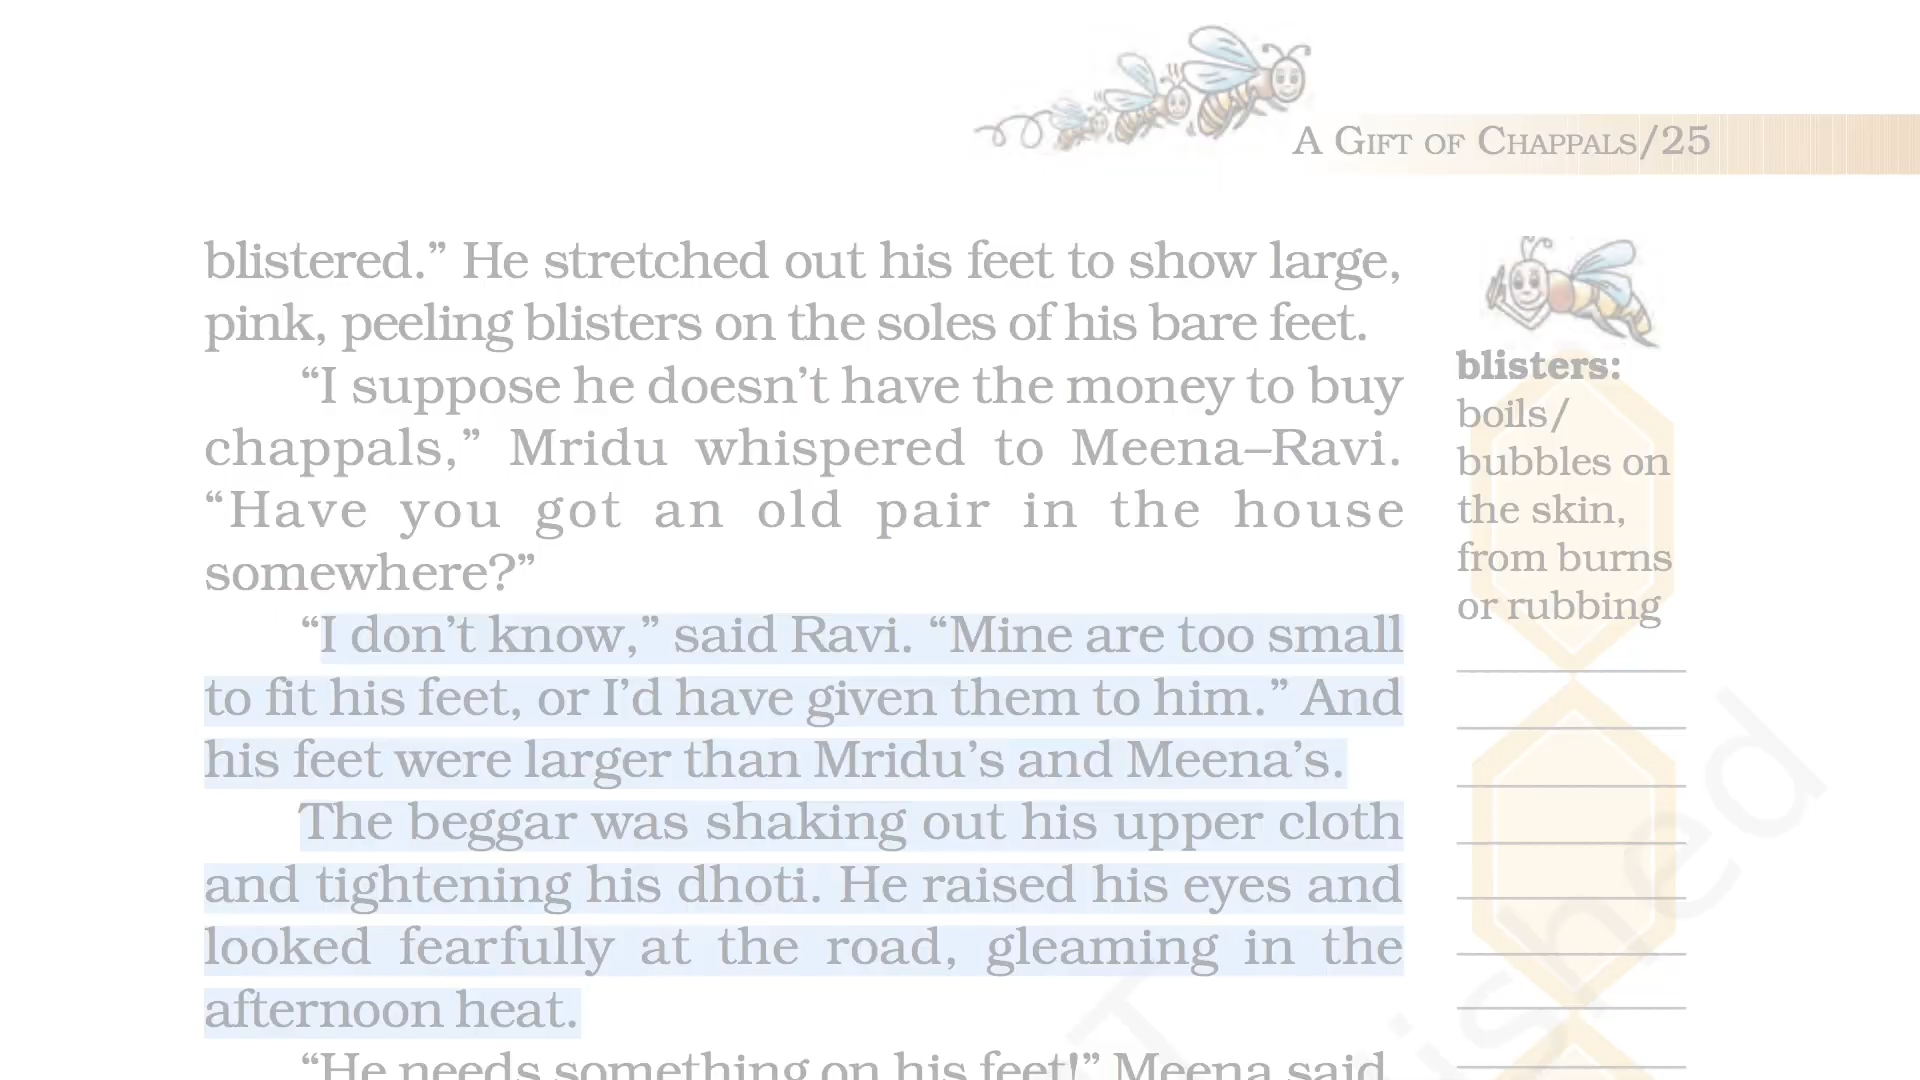 A GIFT OF CHAPPALS/25
blistered.” He stretched out his feet to show large,
pink, peeling blisters on the soles of his bare feet.
“I suppose he doesn’t have the money to buy
chappals,” Mridu whispered to Meena–Ravi.
“Have you got an old pair in the house
somewhere?”
“I don’t know,” said Ravi. “Mine are too small
to fit his feet, or I’d have given them to him.” And
his feet were larger than Mridu’s and Meena’s.
The beggar was shaking out his upper cloth
and tightening his dhoti. He raised his eyes and
looked fearfully at the road, gleaming in the
afternoon heat.
“He needs something on his feet!” Meena said,
blisters:
boils/
bubbles on
the skin,
from burns
or rubbing